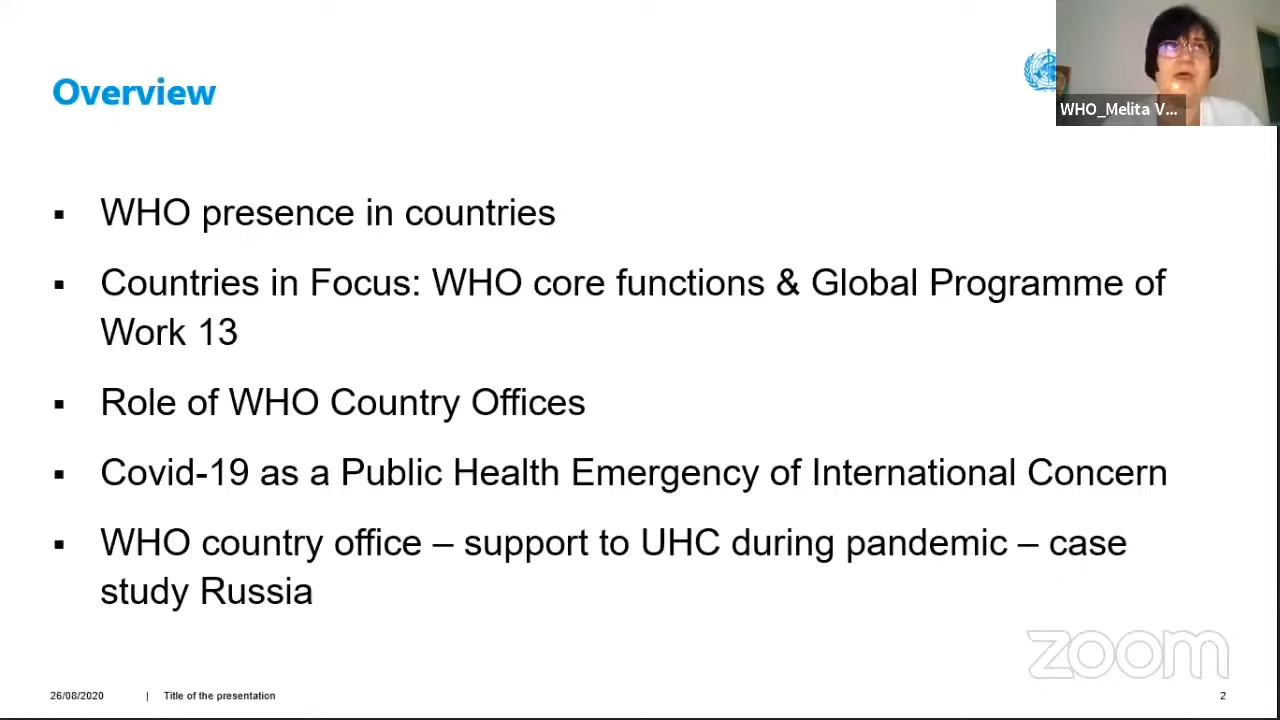 Overview
WHO_Melita V...
▪ WHO presence in countries
▪ Countries in Focus: WHO core functions & Global Programme of
Work 13
▪ Role of WHO Country Offices
▪ Covid-19 as a Public Health Emergency of International Concern
▪ WHO country office – support to UHC during pandemic – case
study Russia
zoom
26/08/2020 | Title of the presentation 2